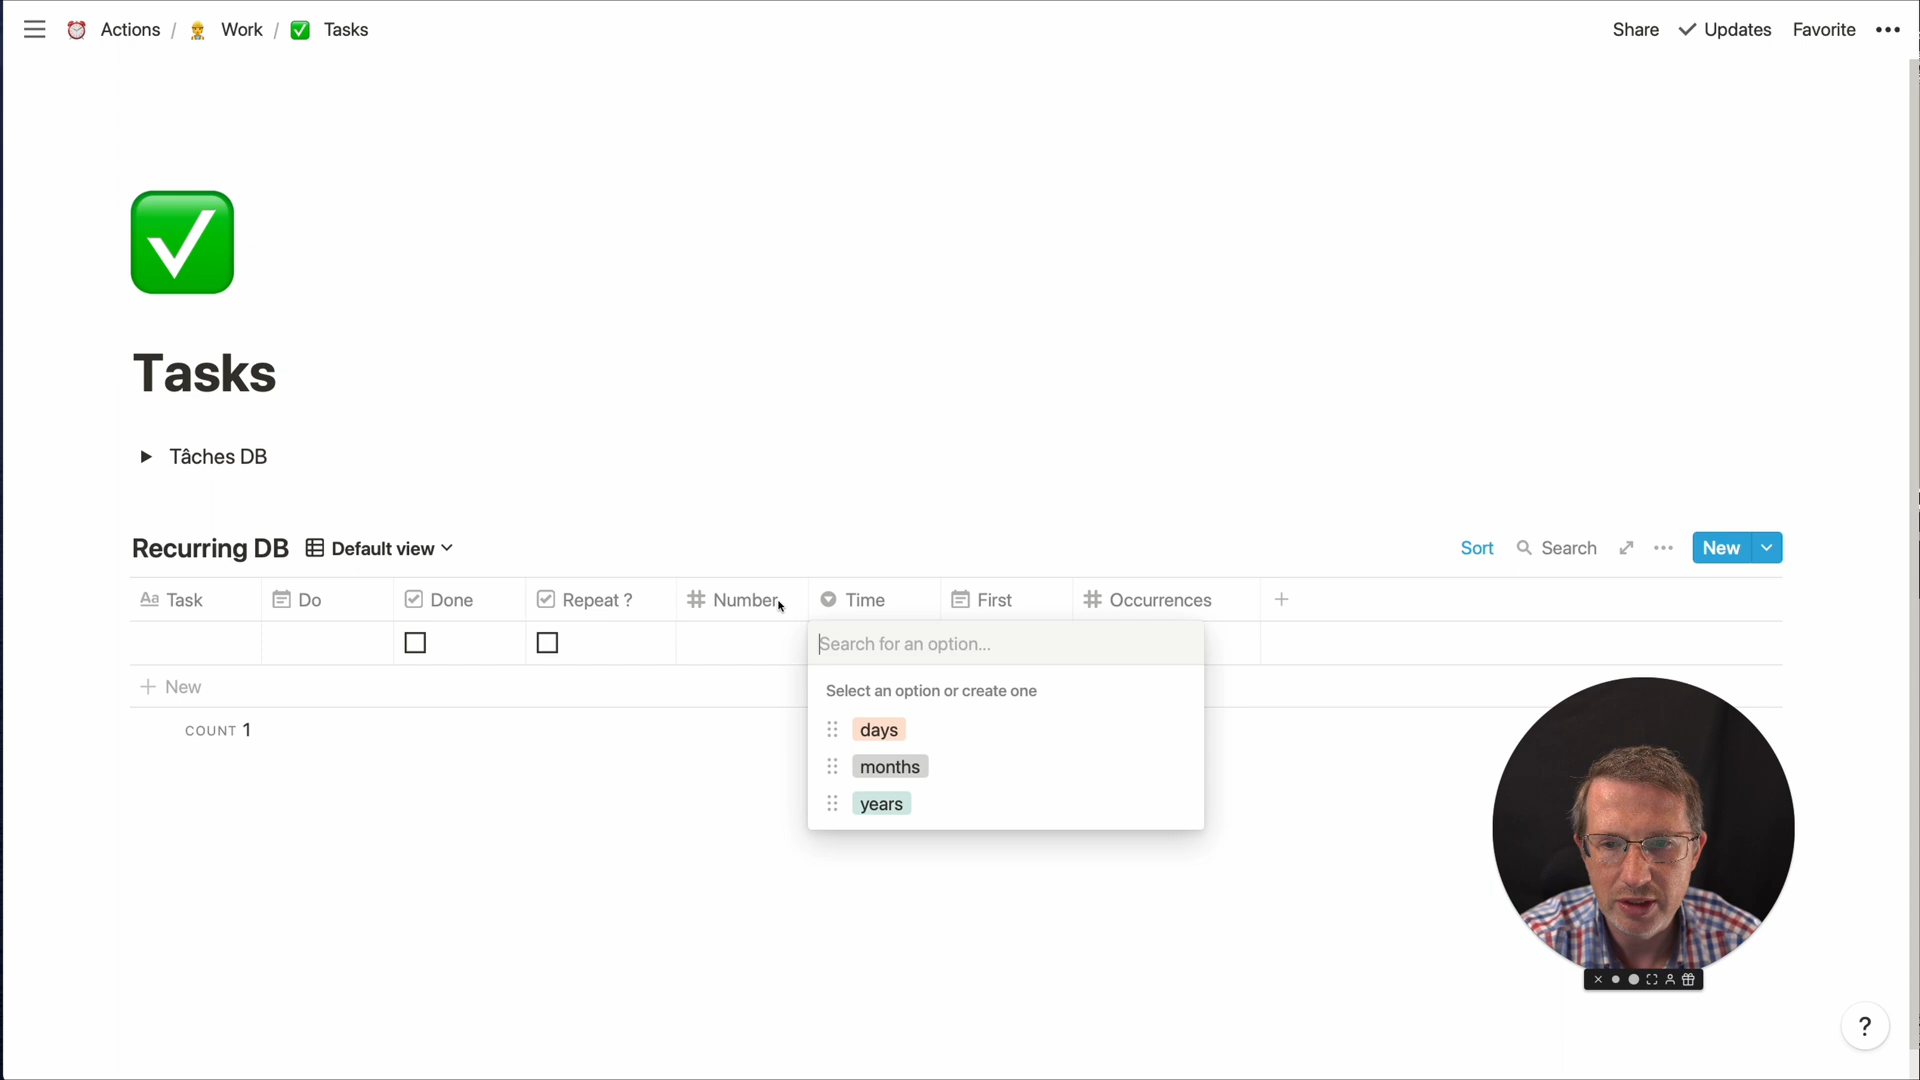 Actions / Work / Tasks
Share Updates Favorite
Tasks
Tâches DB
Recurring DB Default view
Sort Search New
Aa Task Do Done Repeat ? # Number Time First # Occurrences +
Search for an option...
+ New
Select an option or create one
COUNT 1
days
months
years
?